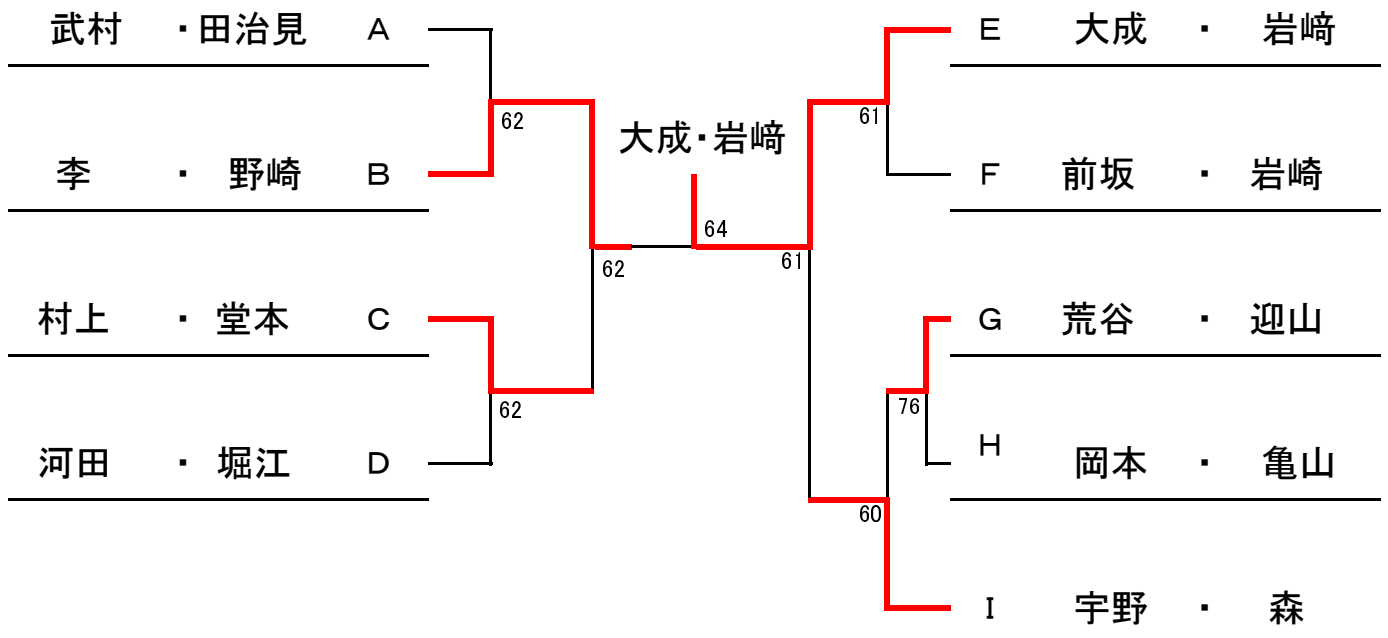 武村 ・田治見 A
62
李 ・ 野崎 B
62
村上 ・ 堂本 C
62
河田 ・ 堀江 D
大成・岩﨑
64
E 大成 ・ 岩﨑
61
F 前坂 ・ 岩崎
61
G 荒谷 ・ 迎山
76
H 岡本 ・ 亀山
60
I 宇野 ・ 森